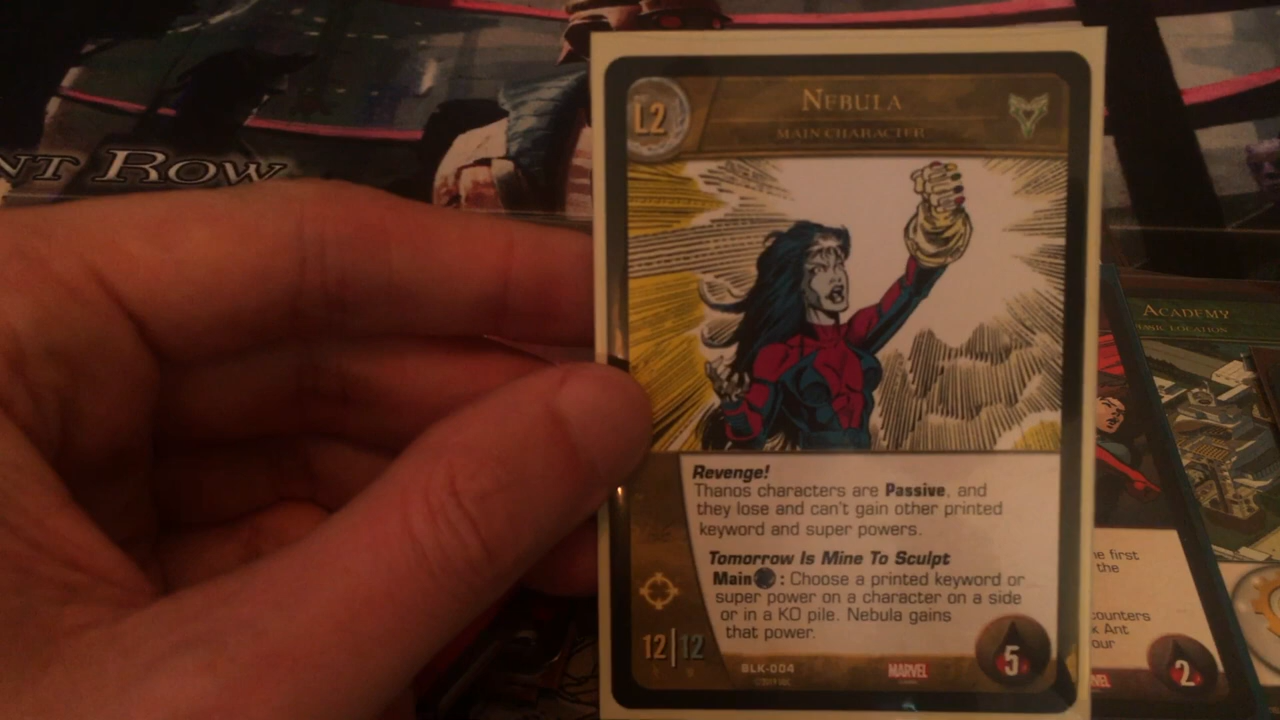 NT ROW
L2
NEBULA
MAIN CHARACTER
Revenge!
Thanos characters are Passive, and
they lose and can't gain other printed
keyword and super powers.
Tomorrow Is Mine To Sculpt
Main : Choose a printed keyword or
super power on a character on a side
or in a KO pile. Nebula gains
that power.
12|12
BLK-004
MARVEL
5
ACADEMY
LOCATION
e first
the
counters
Ant
our
VEL
2